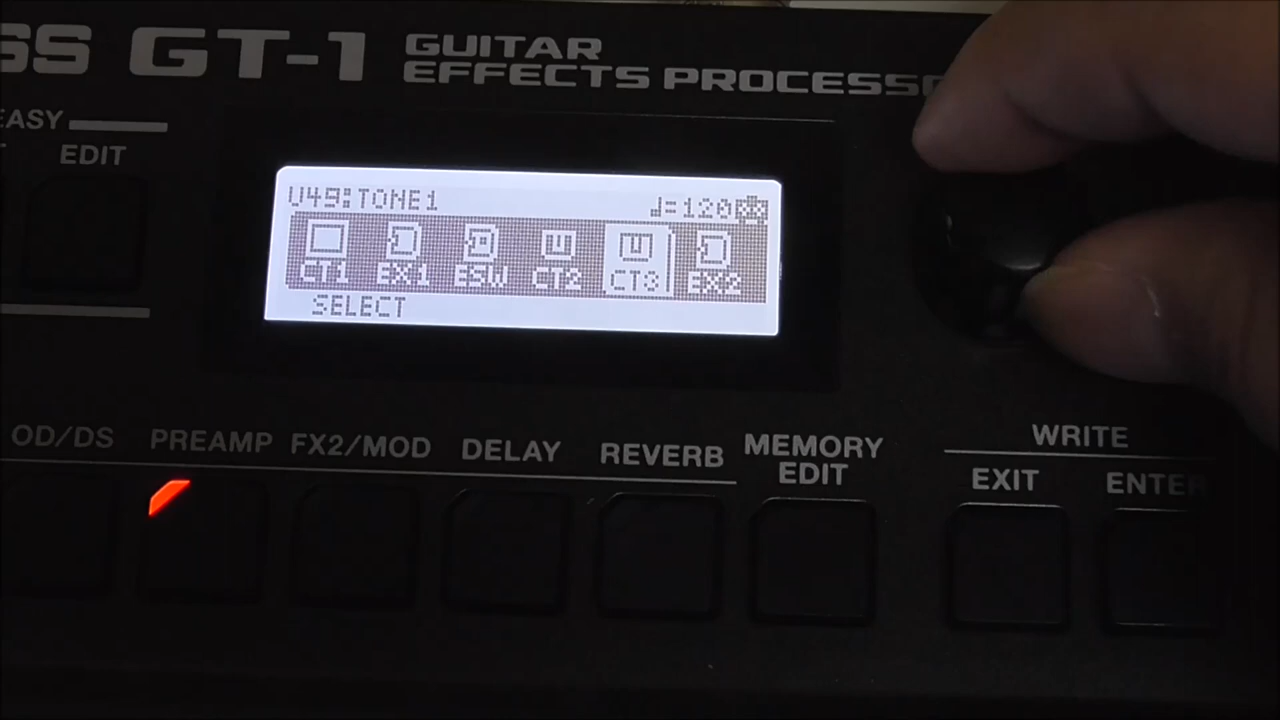 SS GT-1 GUITAR
EFFECTS PROCESSO
EASY
EDIT
U49:TONE1 ♩=120
CT1 EX1 ESW CT2 CT3 EX2
SELECT
OD/DS PREAMP FX2/MOD DELAY REVERB MEMORY EDIT
WRITE
EXIT ENTER